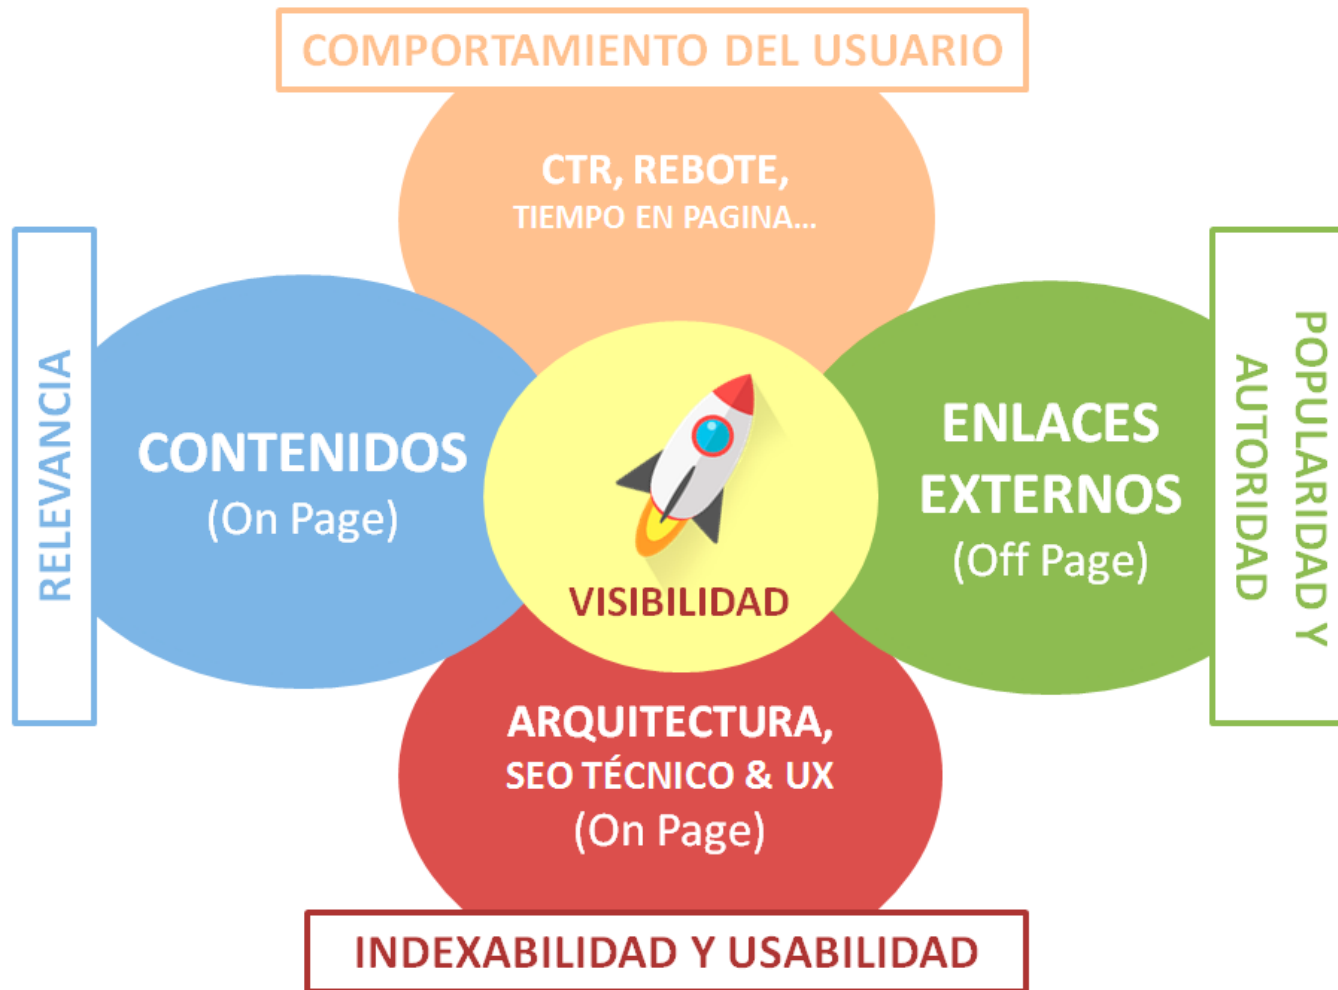 COMPORTAMIENTO DEL USUARIO
CTR, REBOTE,
TIEMPO EN PAGINA...
RELEVANCIA
CONTENIDOS
(On Page)
VISIBILIDAD
ENLACES
EXTERNOS
(Off Page)
POPULARIDAD Y
AUTORIDAD
ARQUITECTURA,
SEO TÉCNICO & UX
(On Page)
INDEXABILIDAD Y USABILIDAD